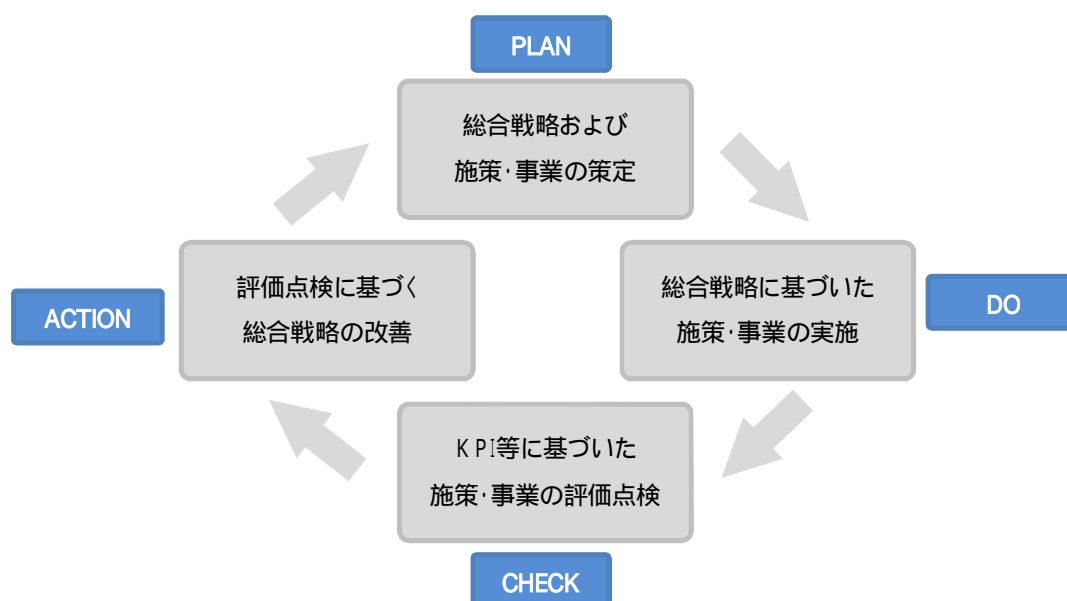 PLAN
総合戦略および
施策・事業の策定
総合戦略に基づいた
施策・事業の実施
DO
KPI等に基づいた
施策・事業の評価点検
CHECK
評価点検に基づく
総合戦略の改善
ACTION